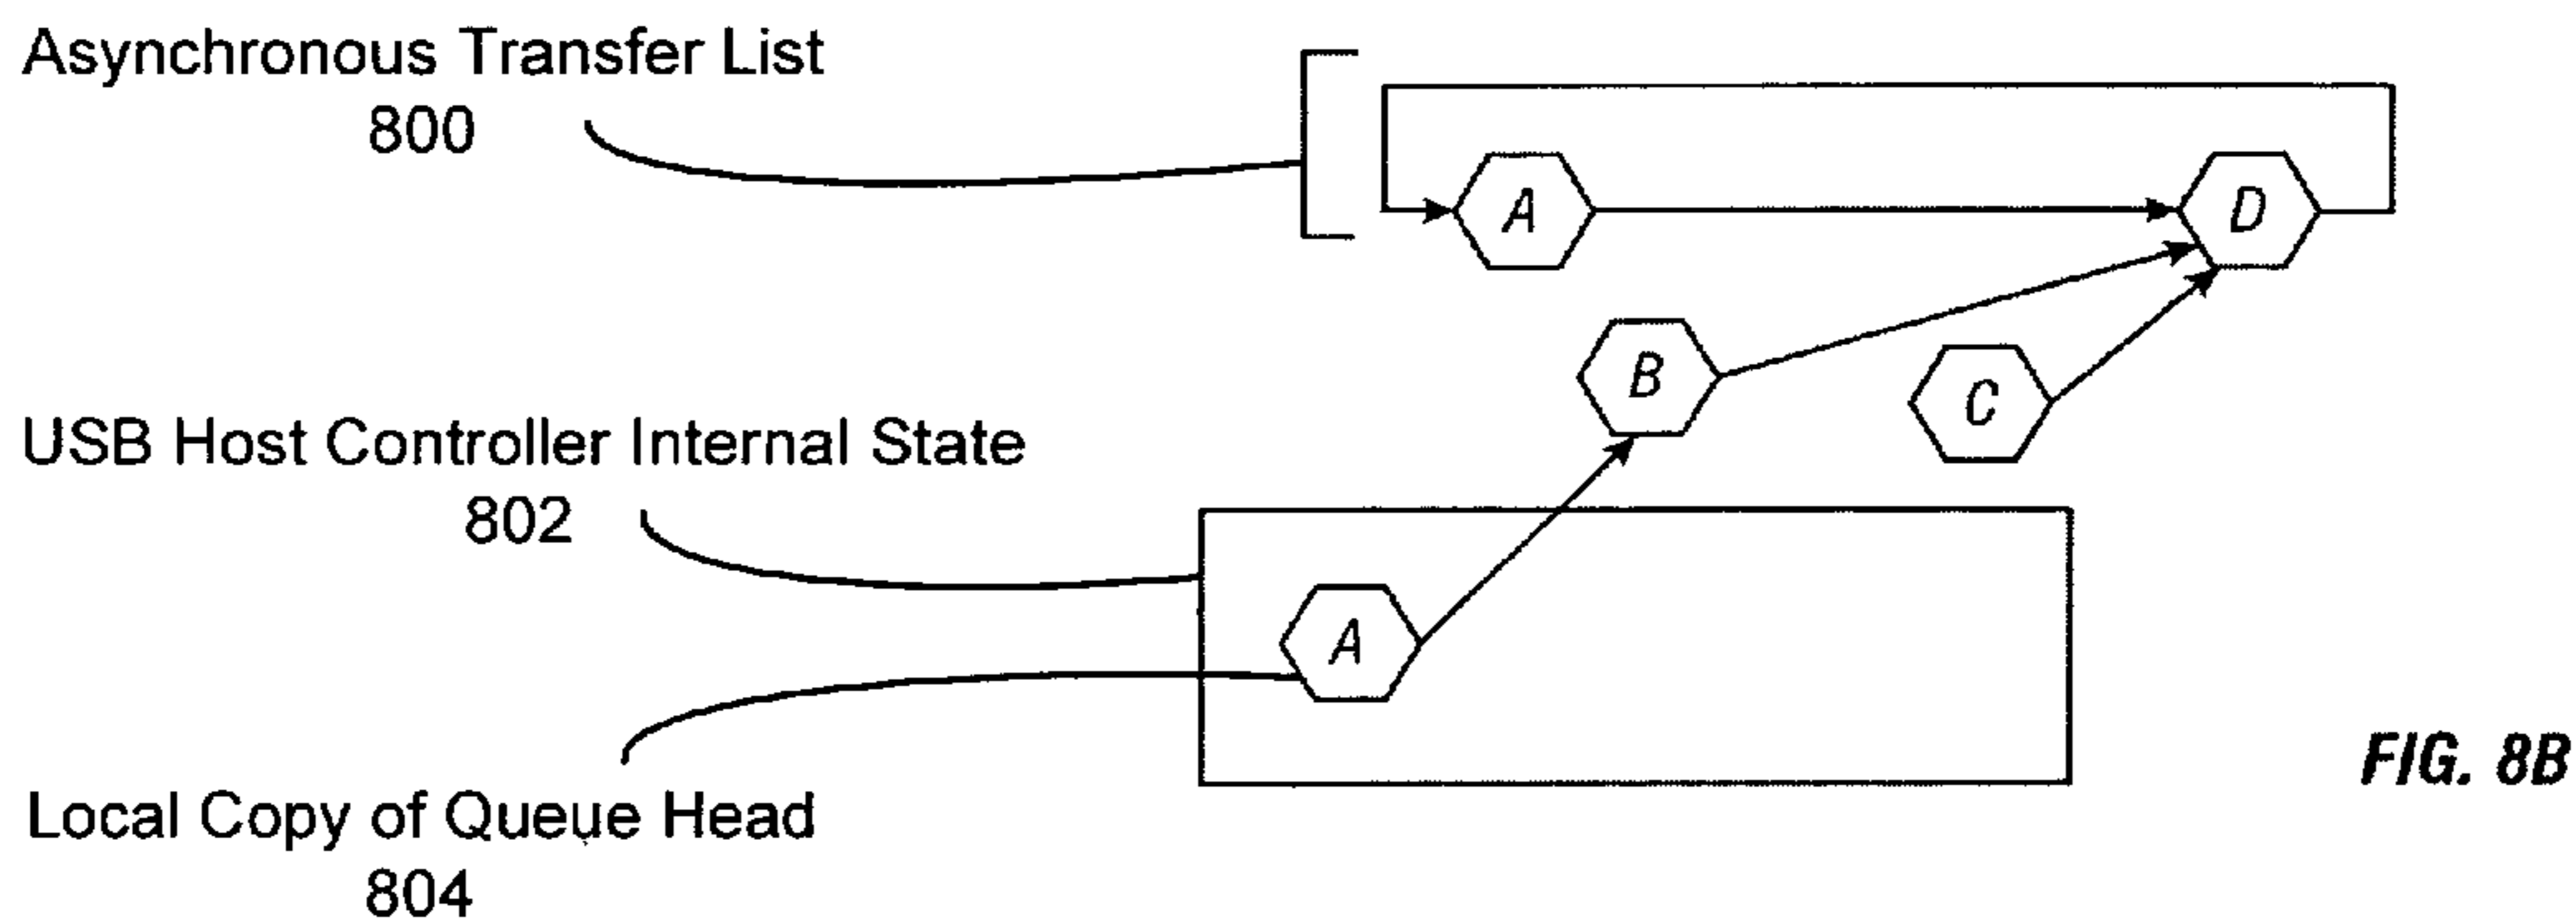 Asynchronous Transfer List
800
A
D
B
C
USB Host Controller Internal State
802
A
Local Copy of Queue Head
804
FIG. 8B